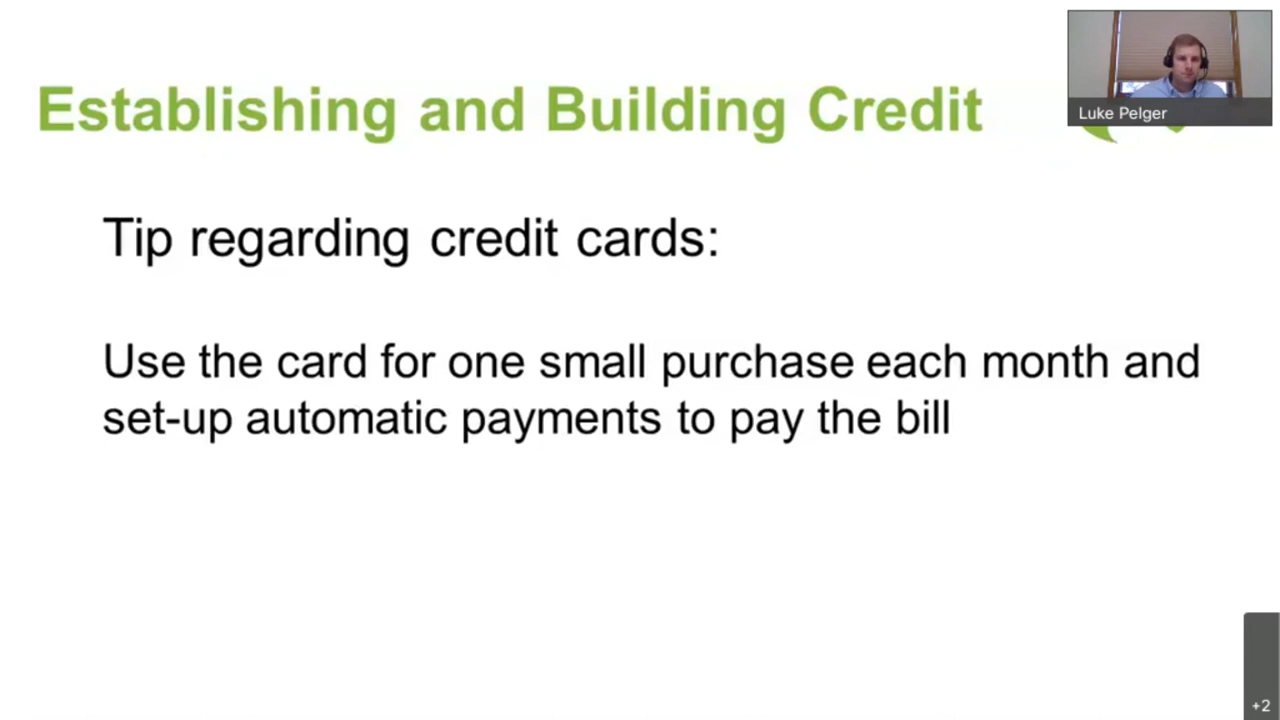 Establishing and Building Credit
Luke Pelger
Tip regarding credit cards:
Use the card for one small purchase each month and
set-up automatic payments to pay the bill
+2